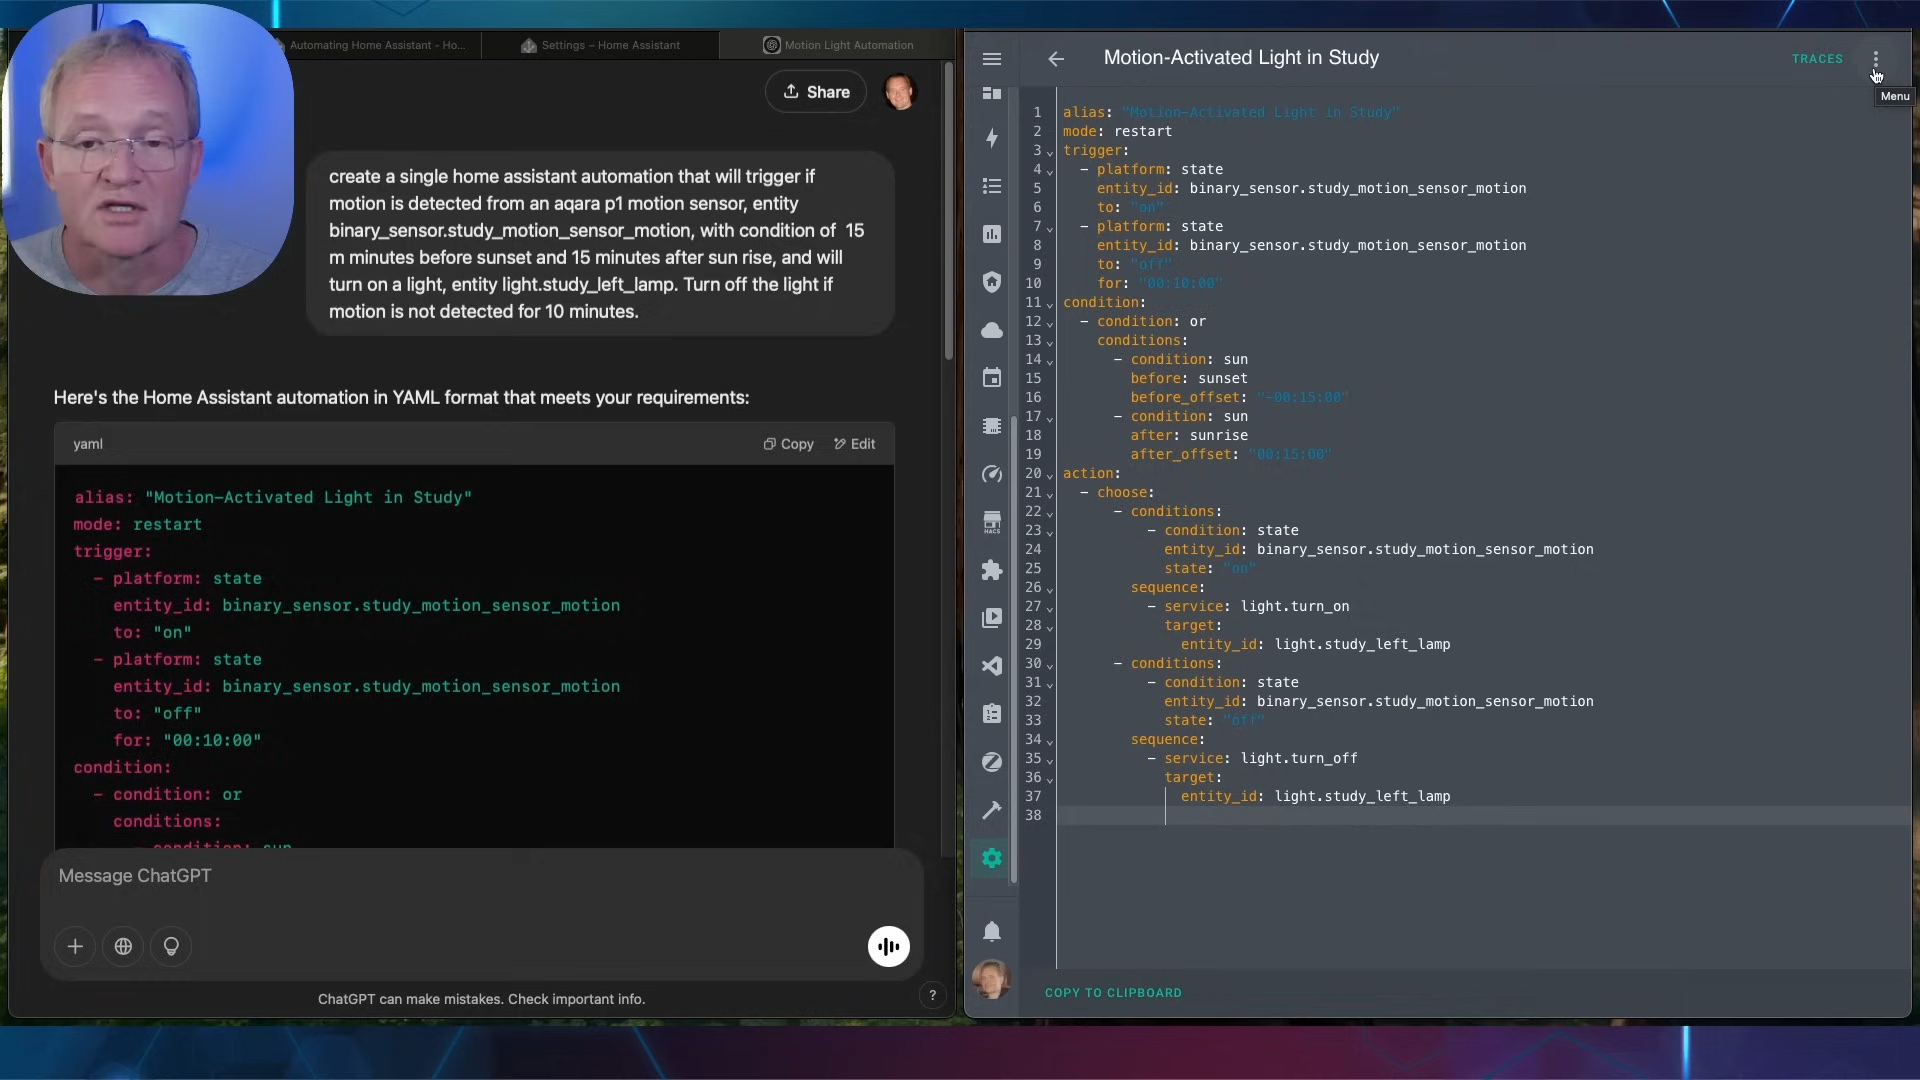 Automating Home Assistant - Ho...
Settings – Home Assistant
Motion Light Automation
Share
create a single home assistant automation that will trigger if
motion is detected from an aqara p1 motion sensor, entity
binary_sensor.study_motion_sensor_motion, with condition of 15
m minutes before sunset and 15 minutes after sun rise, and will
turn on a light, entity light.study_left_lamp. Turn off the light if
motion is not detected for 10 minutes.
Here's the Home Assistant automation in YAML format that meets your requirements:
yaml
Copy
Edit
alias: "Motion-Activated Light in Study"
mode: restart
trigger:
- platform: state
entity_id: binary_sensor.study_motion_sensor_motion
to: "on"
- platform: state
entity_id: binary_sensor.study_motion_sensor_motion
to: "off"
for: "00:10:00"
condition:
- condition: or
conditions:
- condition: sun
Message ChatGPT
ChatGPT can make mistakes. Check important info.
?
Motion-Activated Light in Study
TRACES
Menu
1 alias: "Motion-Activated Light in Study"
2 mode: restart
3 trigger:
4 - platform: state
5 entity_id: binary_sensor.study_motion_sensor_motion
6 to: "on"
7 - platform: state
8 entity_id: binary_sensor.study_motion_sensor_motion
9 to: "off"
10 for: "00:10:00"
11 condition:
12 - condition: or
13 conditions:
14 - condition: sun
15 before: sunset
16 before_offset: "-00:15:00"
17 - condition: sun
18 after: sunrise
19 after_offset: "00:15:00"
20 action:
21 - choose:
22 - conditions:
23 - condition: state
24 entity_id: binary_sensor.study_motion_sensor_motion
25 state: "on"
26 sequence:
27 - service: light.turn_on
28 target:
29 entity_id: light.study_left_lamp
30 - conditions:
31 - condition: state
32 entity_id: binary_sensor.study_motion_sensor_motion
33 state: "off"
34 sequence:
35 - service: light.turn_off
36 target:
37 entity_id: light.study_left_lamp
38
HACS
COPY TO CLIPBOARD